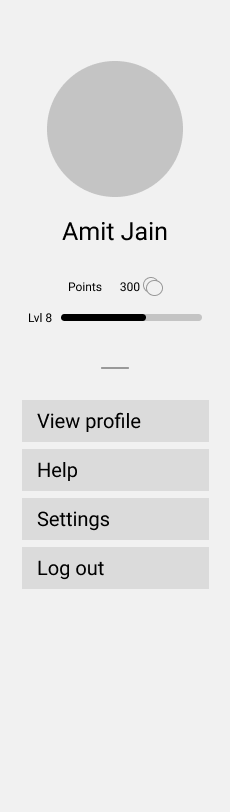 Amit Jain
Points 300
Lvl 8
View profile
Help
Settings
Log out